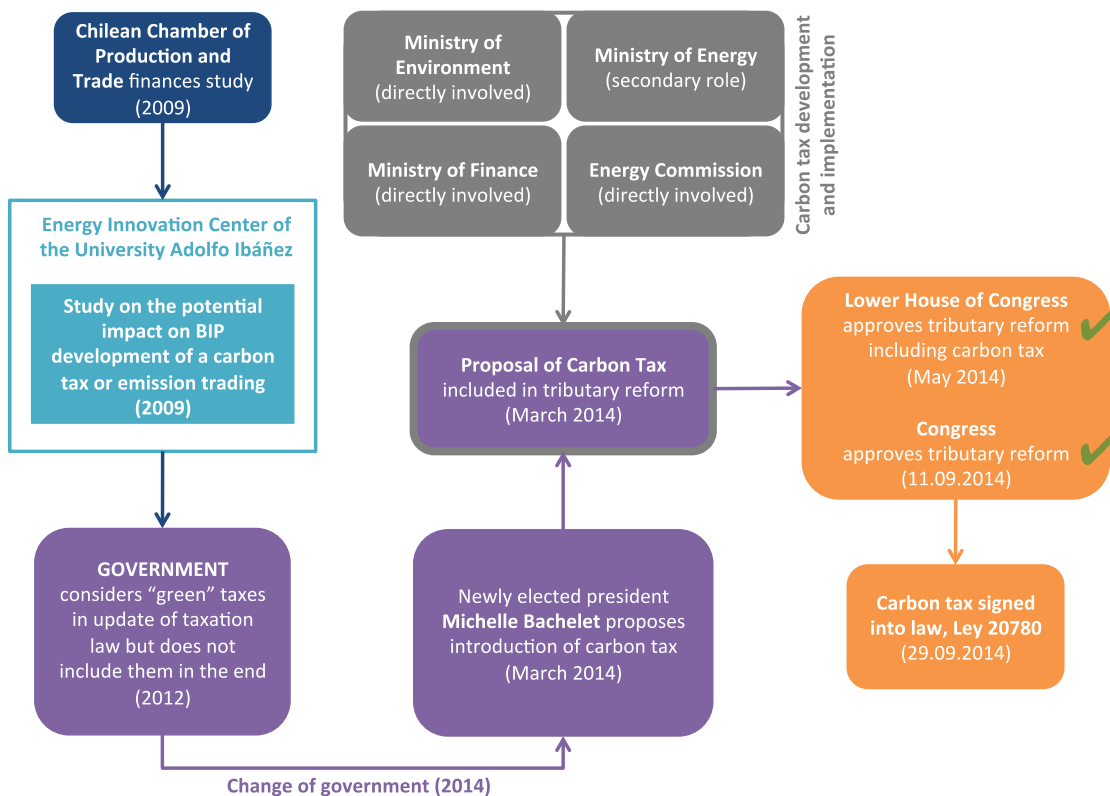 Chilean Chamber of
Production and
Trade finances study
(2009)
Energy Innovation Center of
the University Adolfo Ibáñez
Study on the potential
impact on BIP
development of a carbon
tax or emission trading
(2009)
GOVERNMENT
considers “green” taxes
in update of taxation
law but does not
include them in the end
(2012)
Change of government (2014)
Ministry of
Environment
(directly involved)
Ministry of Energy
(secondary role)
Ministry of Finance
(directly involved)
Energy Commission
(directly involved)
Carbon tax development
and implementation
Proposal of Carbon Tax
included in tributary reform
(March 2014)
Newly elected president
Michelle Bachelet proposes
introduction of carbon tax
(March 2014)
Lower House of Congress
approves tributary reform
including carbon tax
(May 2014)
Congress
approves tributary reform
(11.09.2014)
Carbon tax signed
into law, Ley 20780
(29.09.2014)